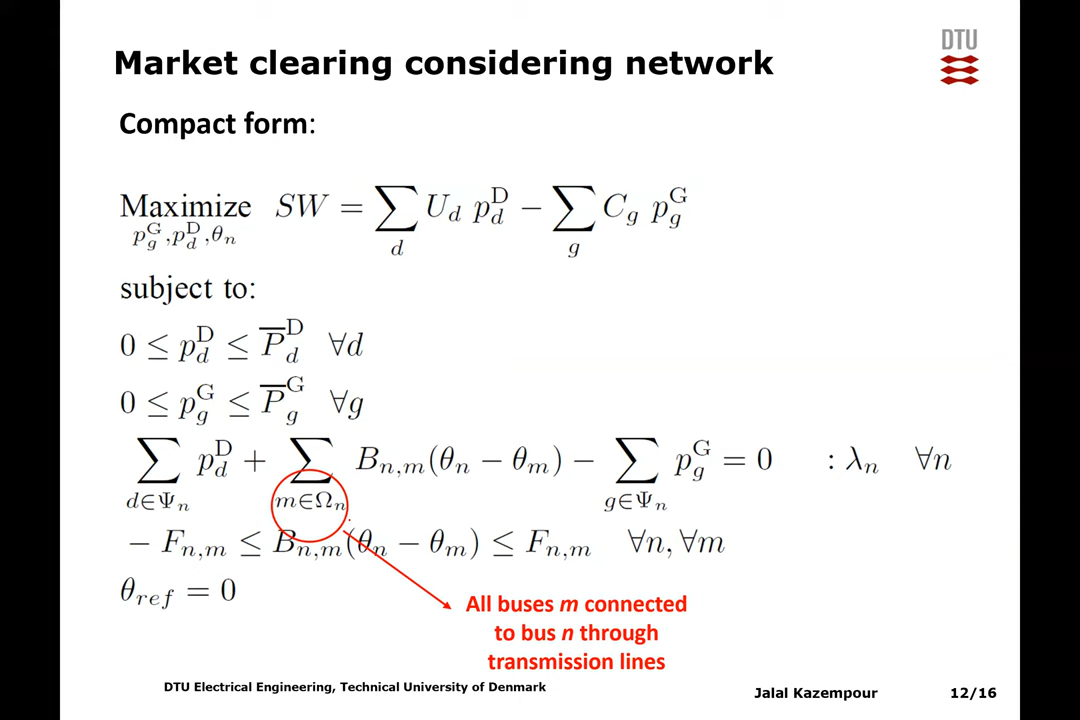 DTU
Market clearing considering network
Compact form:
Maximize SW = ∑ U_d p_d^D − ∑ C_g p_g^G
p_g^G, p_d^D, θ_n d g
subject to:
0 ≤ p_d^D ≤ P̅_d^D ∀d
0 ≤ p_g^G ≤ P̅_g^G ∀g
∑ p_d^D + ∑ B_{n,m}(θ_n − θ_m) − ∑ p_g^G = 0 : λ_n ∀n
d∈Ψ_n m∈Ω_n g∈Ψ_n
− F_{n,m} ≤ B_{n,m}(θ_n − θ_m) ≤ F_{n,m} ∀n, ∀m
θ_{ref} = 0
All buses m connected
to bus n through
transmission lines
DTU Electrical Engineering, Technical University of Denmark
Jalal Kazempour
12/16